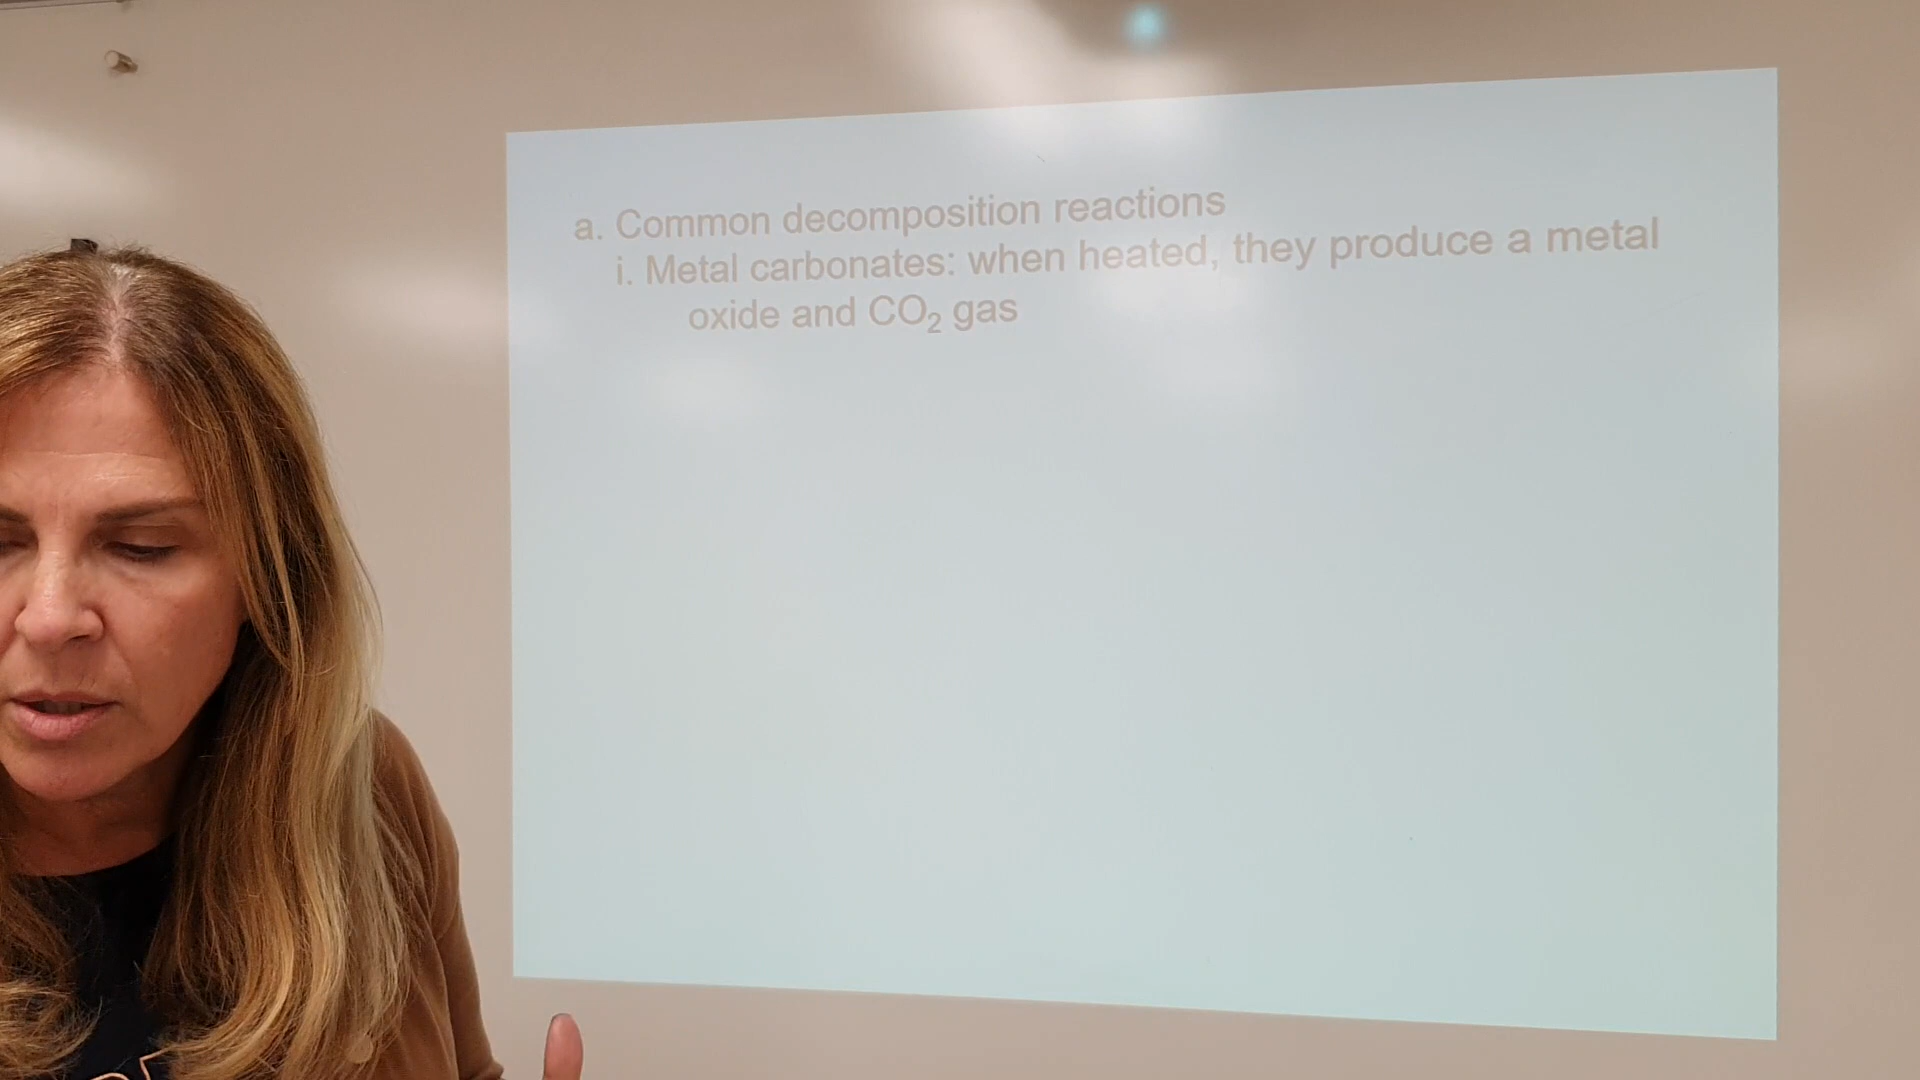 a. Common decomposition reactions
i. Metal carbonates: when heated, they produce a metal
oxide and CO₂ gas